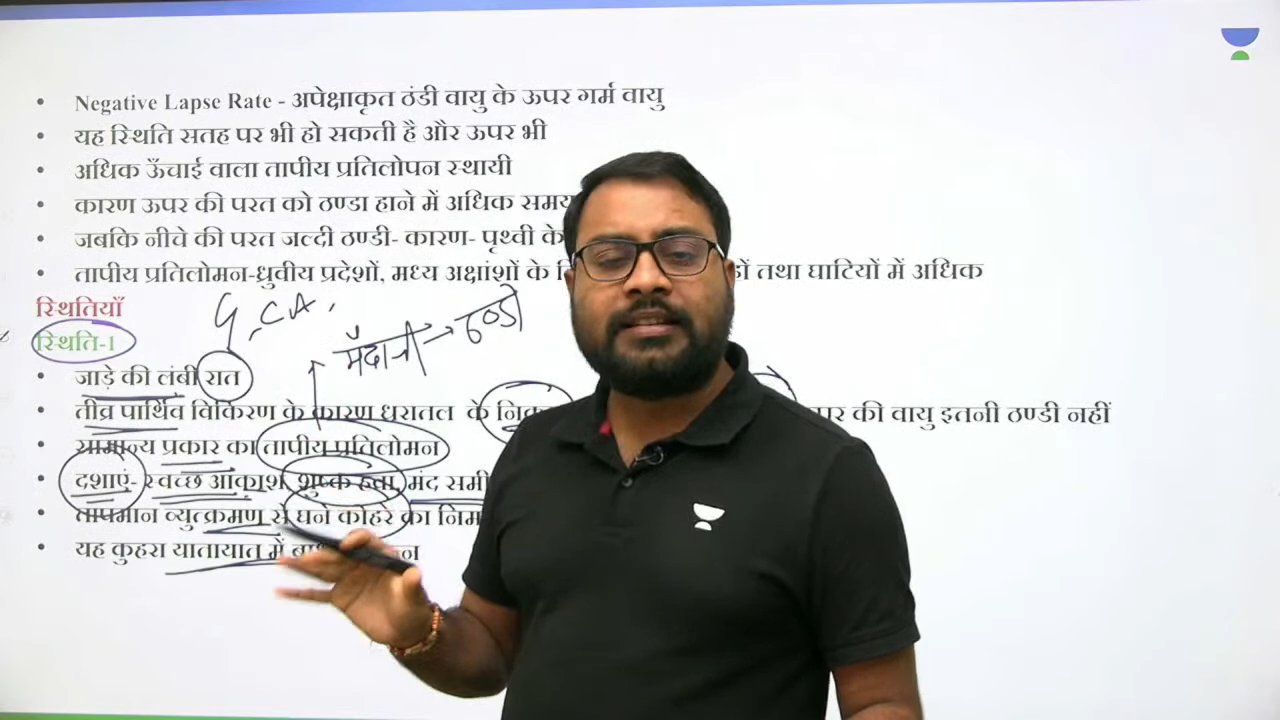 • Negative Lapse Rate - अपेक्षाकृत ठंडी वायु के ऊपर गर्म वायु
• यह स्थिति सतह पर भी हो सकती है और ऊपर भी
• अधिक ऊँचाई वाला तापीय प्रतिलोपन स्थायी
• कारण ऊपर की परत को ठण्डा हाने में अधिक समय
• जबकि नीचे की परत जल्दी ठण्डी- कारण- पृथ्वी के
• तापीय प्रतिलोमन-ध्रुवीय प्रदेशों, मध्य अक्षांशों के तथा घाटियों में अधिक
स्थितियाँ
G, CA,
मैदानी → ठण्डी
स्थिति-1
• जाड़े की लंबी रात
• तीव्र पार्थिव विकिरण के कारण धरातल के की वायु इतनी ठण्डी नहीं
• सामान्य प्रकार का तापीय प्रतिलोमन
• दशाएं- स्वच्छ आकाश, शुष्क हवा, मंद
• तापमान व्युत्क्रमण से घने कोहरे का
• यह कुहरा यातायात में